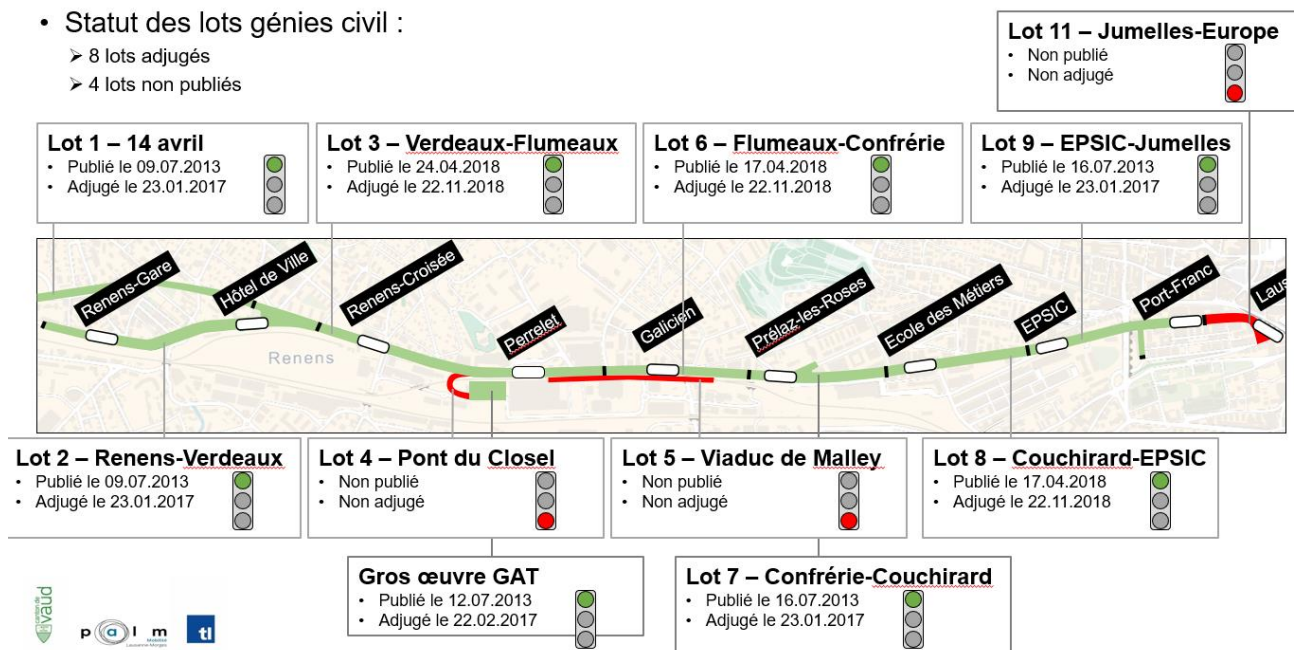 • Statut des lots génies civil :
➢ 8 lots adjugés
➢ 4 lots non publiés
Lot 11 – Jumelles-Europe
• Non publié
• Non adjugé
Lot 1 – 14 avril
• Publié le 09.07.2013
• Adjugé le 23.01.2017
Lot 3 – Verdeaux-Flumeaux
• Publié le 24.04.2018
• Adjugé le 22.11.2018
Lot 6 – Flumeaux-Confrérie
• Publié le 17.04.2018
• Adjugé le 22.11.2018
Lot 9 – EPSIC-Jumelles
• Publié le 16.07.2013
• Adjugé le 23.01.2017
Renens-Gare
Hôtel de Ville
Renens-Croisée
Perrelet
Galicien
Prélaz-les-Roses
Ecole des Métiers
EPSIC
Port-Franc
Laus
Renens
Lot 2 – Renens-Verdeaux
• Publié le 09.07.2013
• Adjugé le 23.01.2017
Lot 4 – Pont du Closel
• Non publié
• Non adjugé
Lot 5 – Viaduc de Malley
• Non publié
• Non adjugé
Lot 8 – Couchirard-EPSIC
• Publié le 17.04.2018
• Adjugé le 22.11.2018
Gros œuvre GAT
• Publié le 12.07.2013
• Adjugé le 22.02.2017
Lot 7 – Confrérie-Couchirard
• Publié le 16.07.2013
• Adjugé le 23.01.2017
canton de
vaud
palm
Lausanne-Morges
tl